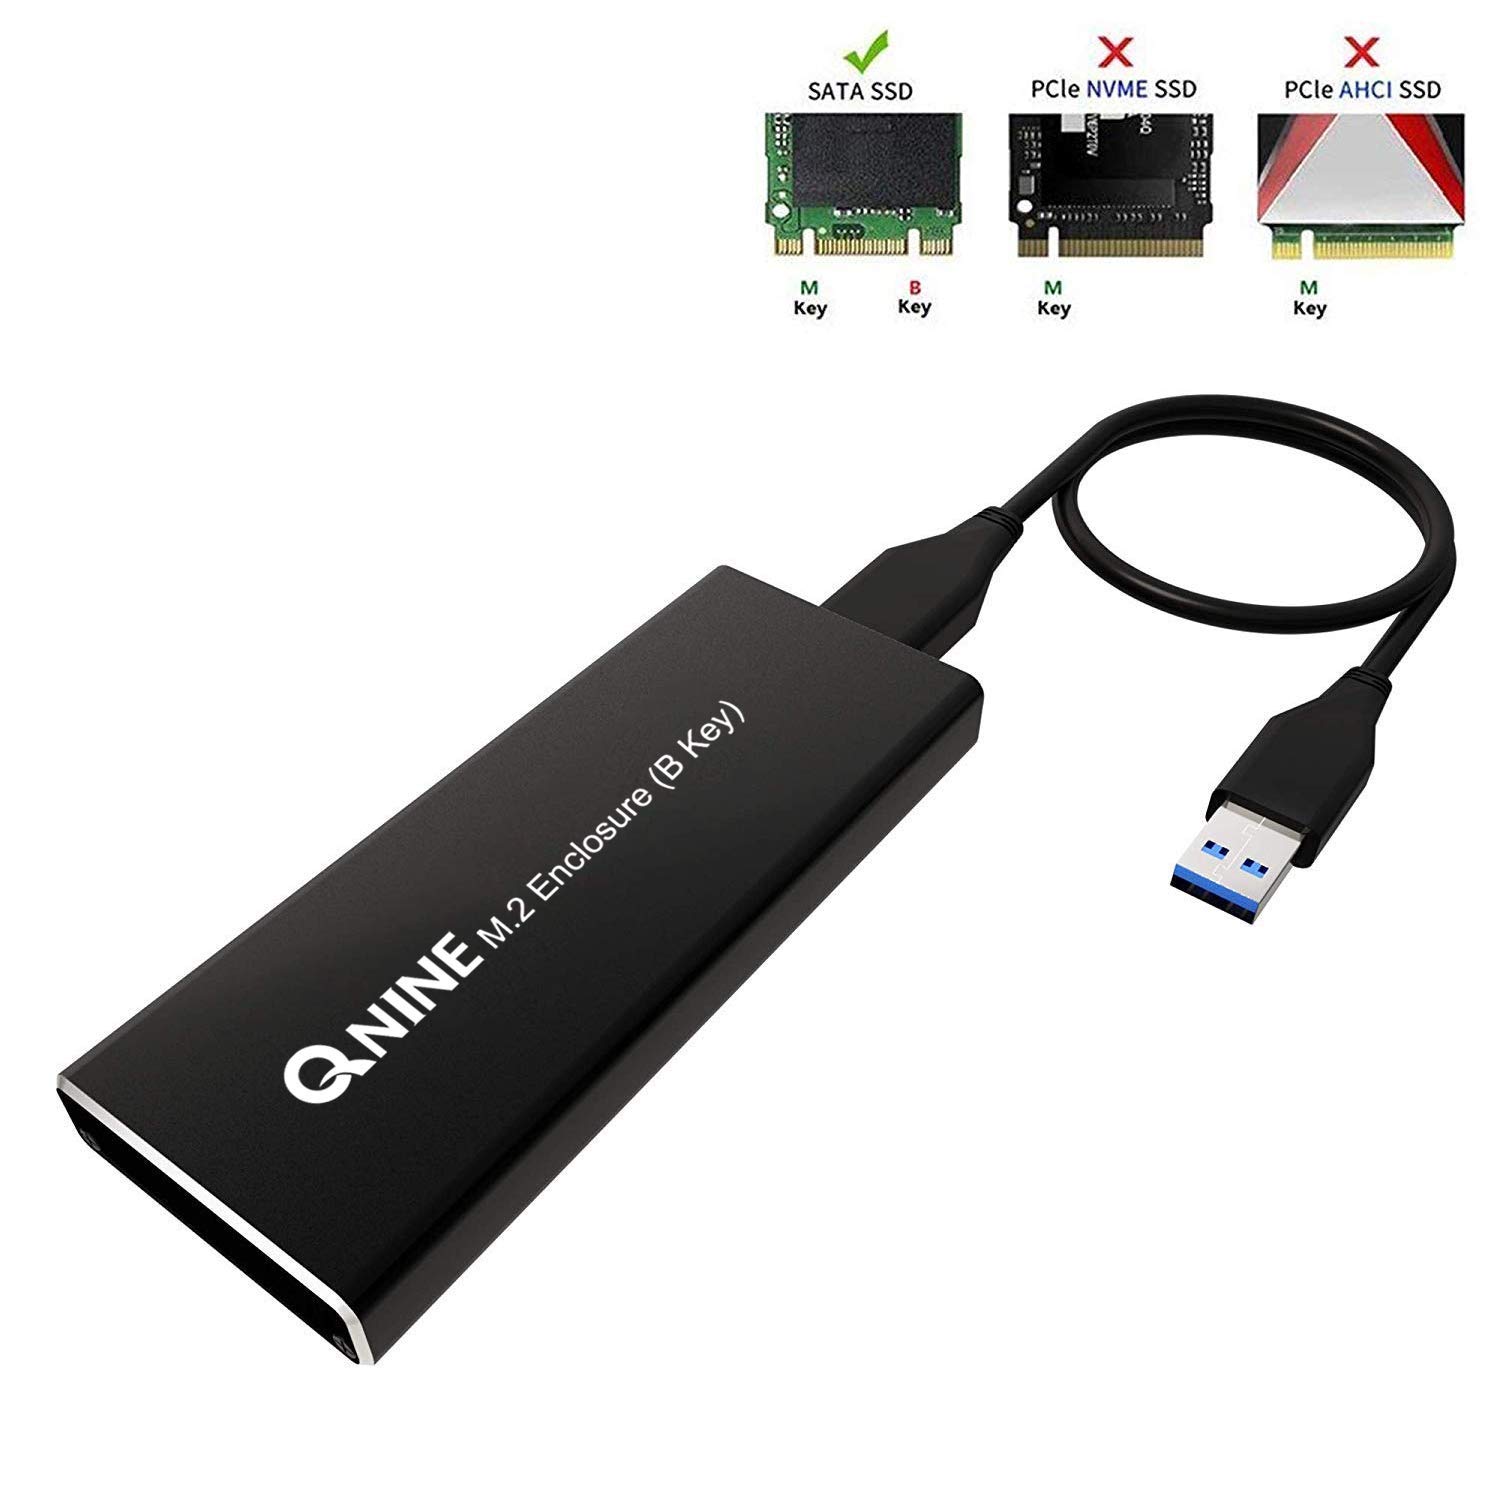 SATA SSD
PCIe NVME SSD
PCIe AHCI SSD
M
Key
B
Key
M
Key
M
Key
QNINE M.2 Enclosure (B Key)